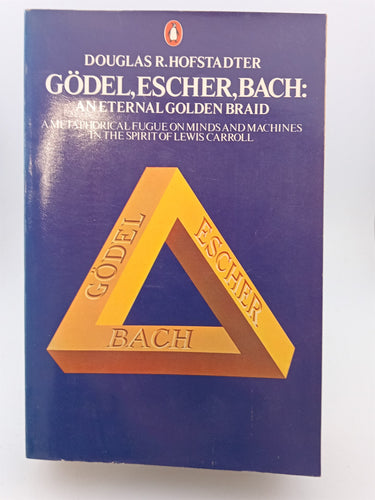 DOUGLAS R. HOFSTADTER
GÖDEL, ESCHER, BACH:
AN ETERNAL GOLDEN BRAID
A METAPHORICAL FUGUE ON MINDS AND MACHINES
IN THE SPIRIT OF LEWIS CARROLL
GÖDEL
ESCHER
BACH